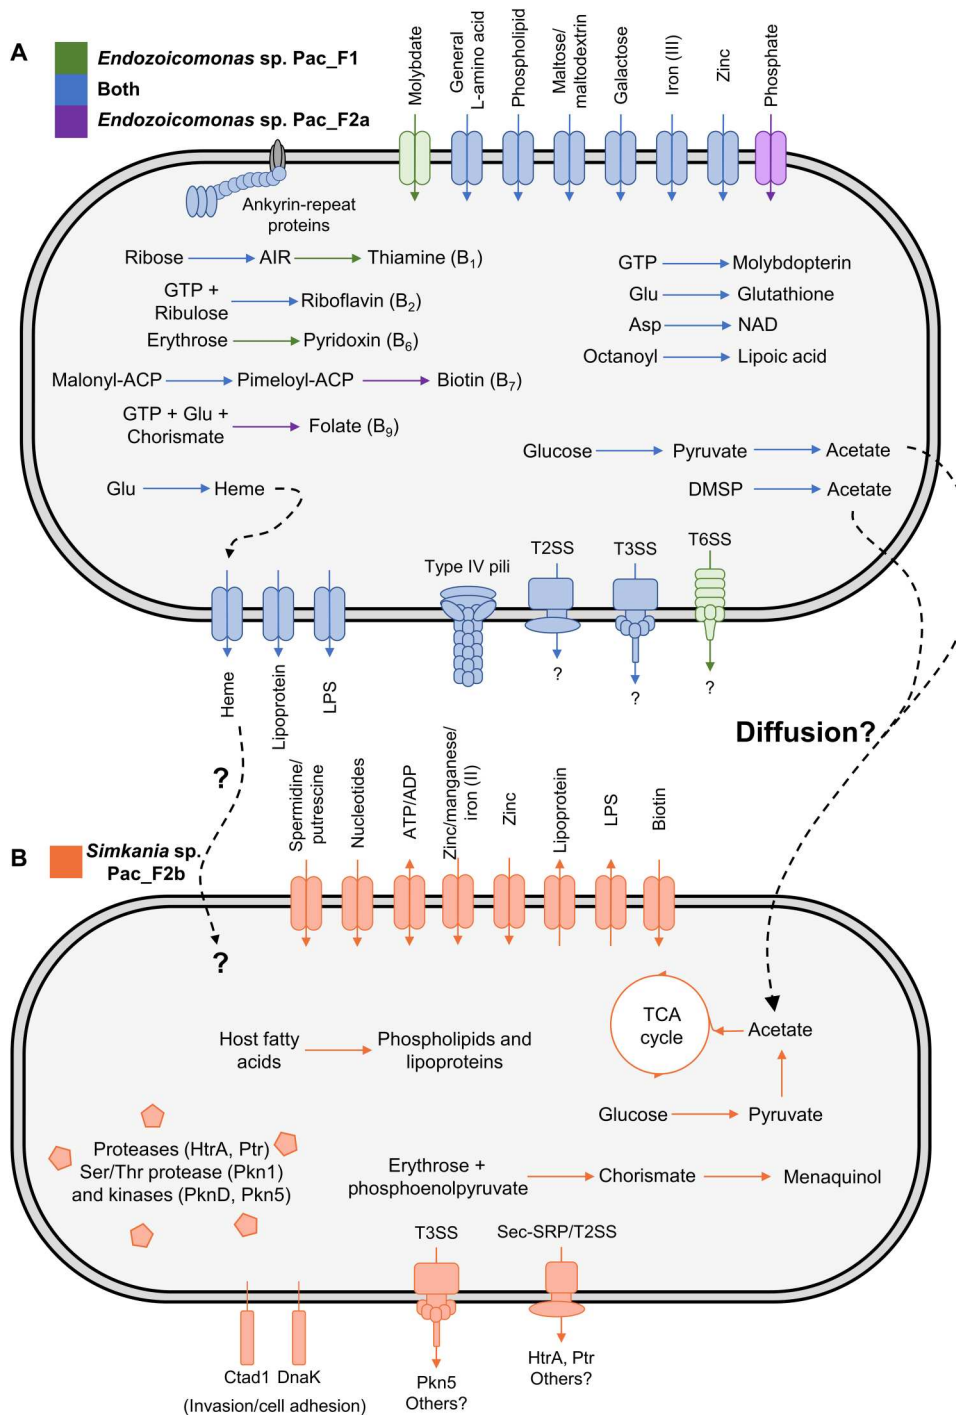 A
Endozoicomonas sp. Pac_F1
Both
Endozoicomonas sp. Pac_F2a
Molybdate
General
L-amino acid
Phospholipid
Maltose/
maltodextrin
Galactose
Iron (III)
Zinc
Phosphate
Ankyrin-repeat
proteins
Ribose AIR Thiamine (B1)
GTP +
Ribulose
Riboflavin (B2)
Erythrose Pyridoxin (B6)
Malonyl-ACP Pimeloyl-ACP Biotin (B7)
GTP + Glu +
Chorismate
Folate (B9)
Glu Heme
GTP Molybdopterin
Glu Glutathione
Asp NAD
Octanoyl Lipoic acid
Glucose Pyruvate Acetate
DMSP Acetate
Type IV pili
T2SS
T3SS
T6SS
?
?
?
Heme
Lipoprotein
LPS
?
Diffusion?
B
Simkania sp.
Pac_F2b
Spermidine/
putrescine
Nucleotides
ATP/ADP
Zinc/manganese/
iron (II)
Zinc
Lipoprotein
LPS
Biotin
?
Host fatty
acids
Phospholipids and
lipoproteins
TCA
cycle
Acetate
Glucose Pyruvate
Proteases (HtrA, Ptr)
Ser/Thr protease (Pkn1)
and kinases (PknD, Pkn5)
Erythrose +
phosphoenolpyruvate
Chorismate Menaquinol
T3SS
Sec-SRP/T2SS
Ctad1 DnaK
(Invasion/cell adhesion)
Pkn5
Others?
HtrA, Ptr
Others?